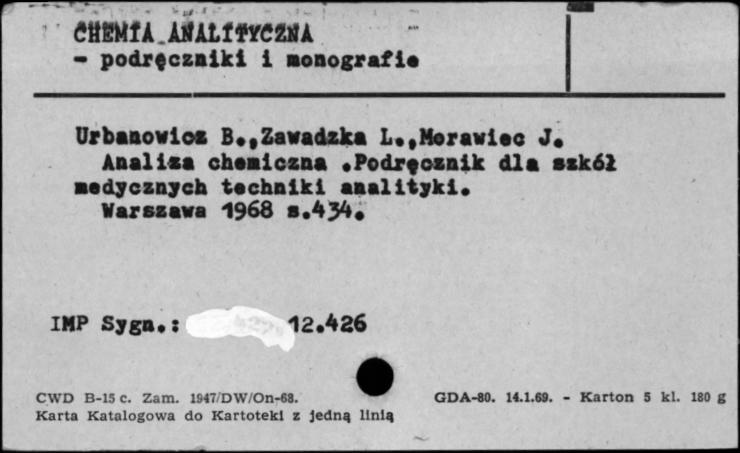 CHEMIA ANALITYCZNA
- podręczniki i monografie
Urbanowicz B.,Zawadzka L.,Morawiec J.
Analiza chemiczna .Podręcznik dla szkół
medycznych techniki analityki.
Warszawa 1968 s.434.
IMP Sygn.: 12.426
CWD B-15 c. Zam. 1947/DW/On-68. GDA-80. 14.1.69. - Karton 5 kl. 180 g
Karta Katalogowa do Kartoteki z jedną linią